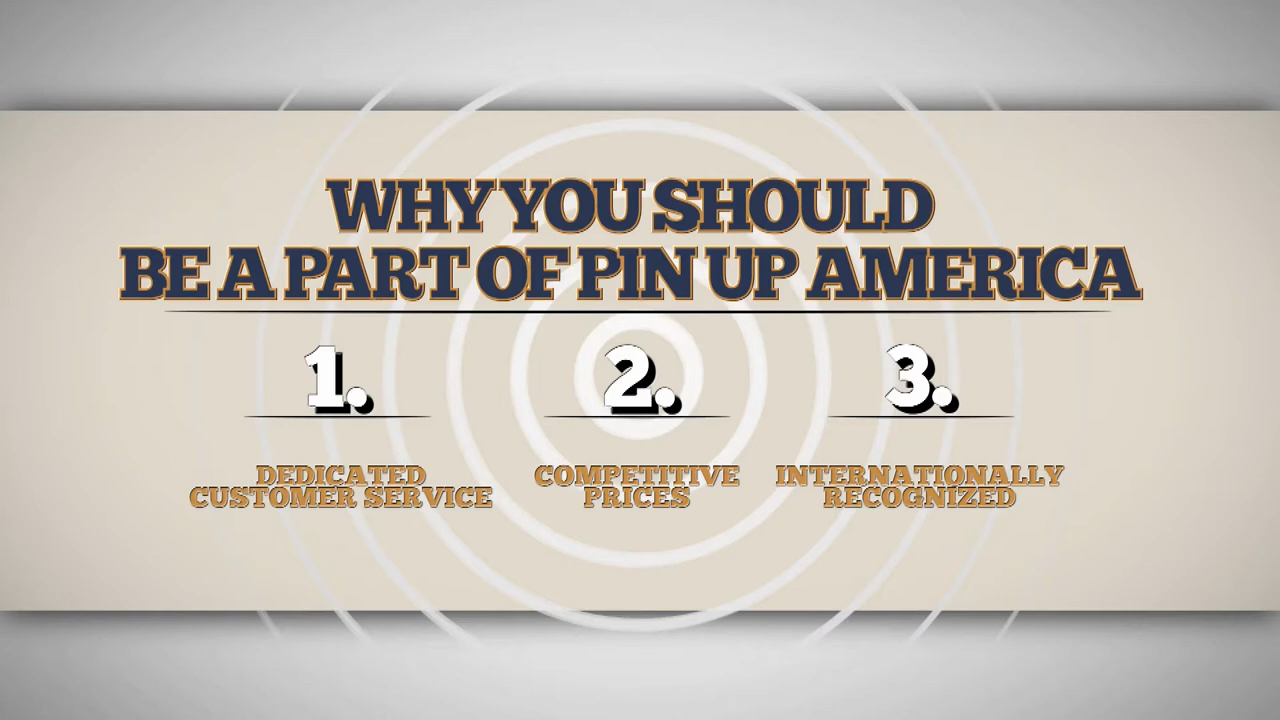 WHY YOU SHOULD
BE A PART OF PIN UP AMERICA
1.
DEDICATED
CUSTOMER SERVICE
2.
COMPETITIVE
PRICES
3.
INTERNATIONALLY
RECOGNIZED